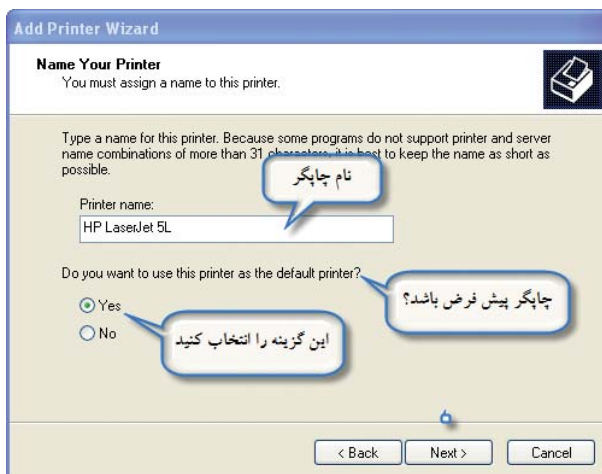 Add Printer Wizard
Name Your Printer
You must assign a name to this printer.
Type a name for this printer. Because some programs do not support printer and server
name combinations of more than 31 characters, it is best to keep the name as short as
possible.
نام چاپگر
Printer name:
HP LaserJet 5L
Do you want to use this printer as the default printer?
چاپگر پیش فرض باشد؟
Yes
No
این گزینه را انتخاب کنید
۶
< Back
Next >
Cancel